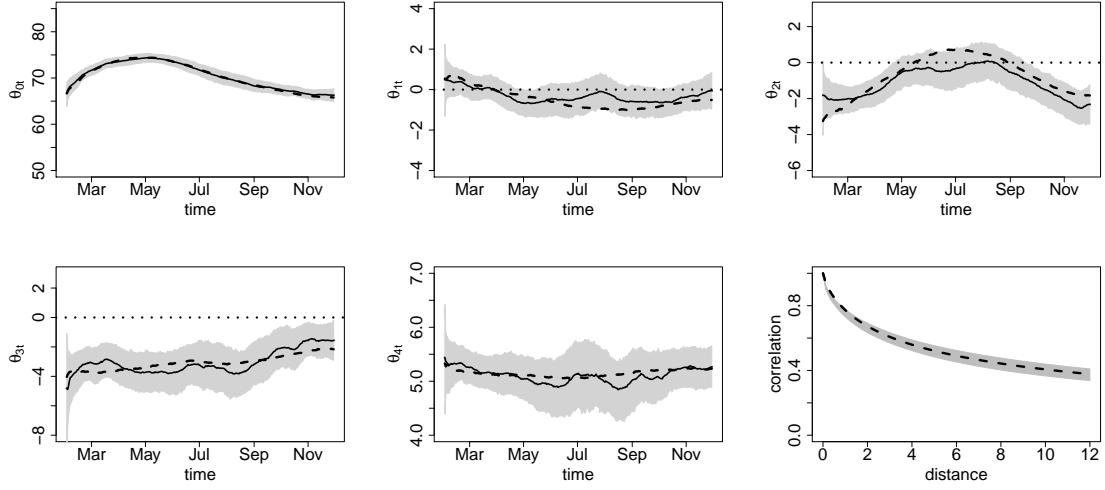 θ0t
50 60 70 80
Mar May Jul Sep Nov
time
θ1t
−4 −2 0 2 4
Mar May Jul Sep Nov
time
θ2t
−6 −4 −2 0 2
Mar May Jul Sep Nov
time
θ3t
−8 −4 0 2
Mar May Jul Sep Nov
time
θ4t
4.0 5.0 6.0 7.0
Mar May Jul Sep Nov
time
correlation
0.0 0.4 0.8
0 2 4 6 8 10 12
distance